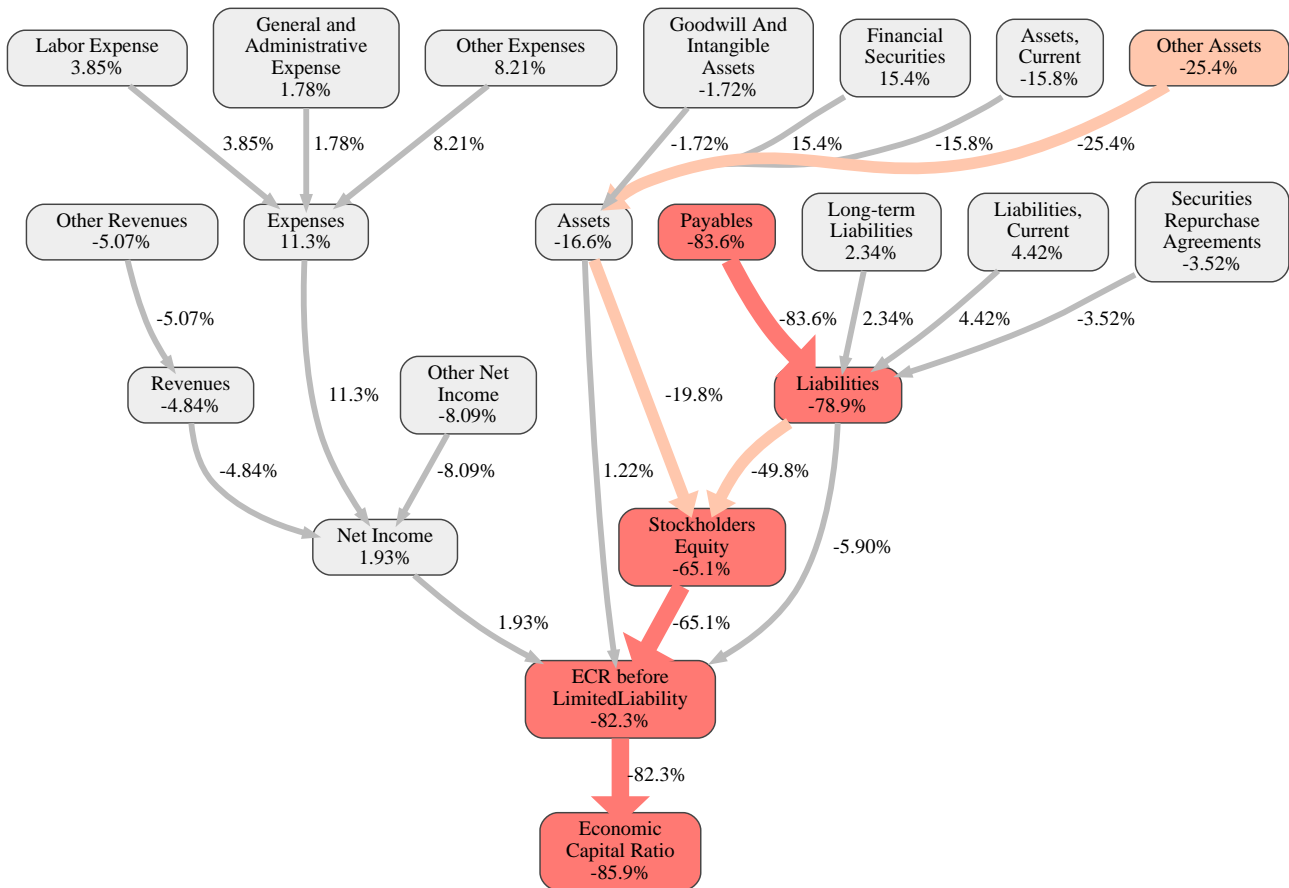 Labor Expense
3.85%
General and
Administrative
Expense
1.78%
Other Expenses
8.21%
Goodwill And
Intangible
Assets
-1.72%
Financial
Securities
15.4%
Assets,
Current
-15.8%
Other Assets
-25.4%
3.85%
1.78%
8.21%
-1.72%
15.4%
-15.8%
-25.4%
Other Revenues
-5.07%
Expenses
11.3%
Assets
-16.6%
Payables
-83.6%
Long-term
Liabilities
2.34%
Liabilities,
Current
4.42%
Securities
Repurchase
Agreements
-3.52%
-5.07%
-83.6%
2.34%
4.42%
-3.52%
Revenues
-4.84%
11.3%
Other Net
Income
-8.09%
-19.8%
Liabilities
-78.9%
-4.84%
-8.09%
1.22%
-49.8%
Net Income
1.93%
Stockholders
Equity
-65.1%
-5.90%
1.93%
-65.1%
ECR before
LimitedLiability
-82.3%
-82.3%
Economic
Capital Ratio
-85.9%